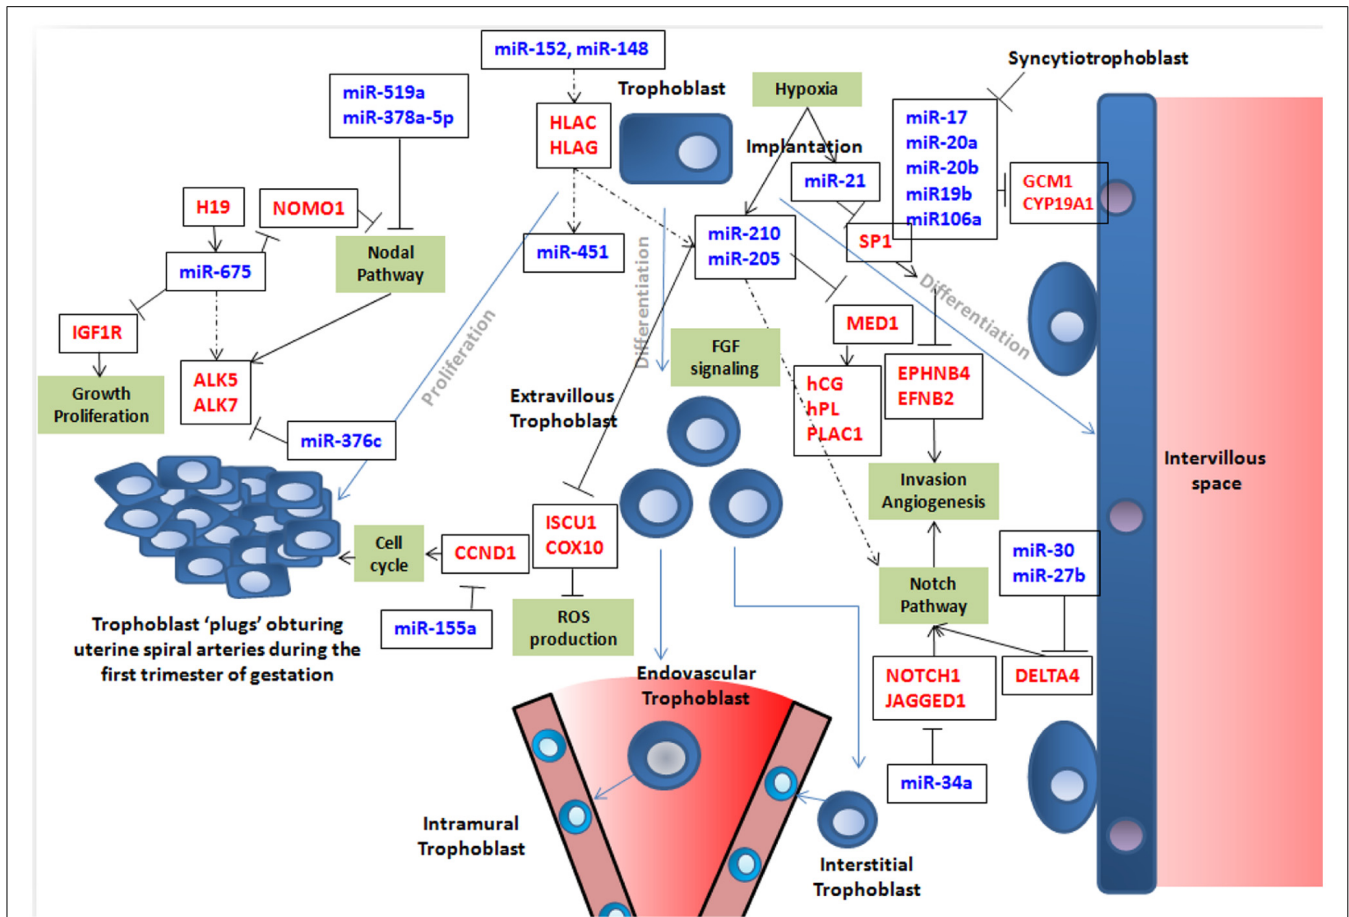 miR-152, miR-148
Syncytiotrophoblast
miR-519a
miR-378a-5p
Trophoblast
Hypoxia
HLAC
HLAG
miR-17
miR-20a
miR-20b
miR19b
miR106a
Implantation
miR-21
GCM1
CYP19A1
H19
NOMO1
Nodal
Pathway
miR-675
miR-451
miR-210
miR-205
SP1
Differentiation
Differentiation
Proliferation
IGF1R
MED1
Growth
Proliferation
ALK5
ALK7
FGF
signaling
hCG
hPL
PLAC1
EPHNB4
EFNB2
Extravillous
Trophoblast
miR-376c
Invasion
Angiogenesis
Intervillous
space
ISCU1
COX10
Cell
cycle
CCND1
miR-30
miR-27b
Notch
Pathway
ROS
production
miR-155a
Trophoblast ‘plugs’ obturing
uterine spiral arteries during the
first trimester of gestation
Endovascular
Trophoblast
NOTCH1
JAGGED1
DELTA4
miR-34a
Intramural
Trophoblast
Interstitial
Trophoblast